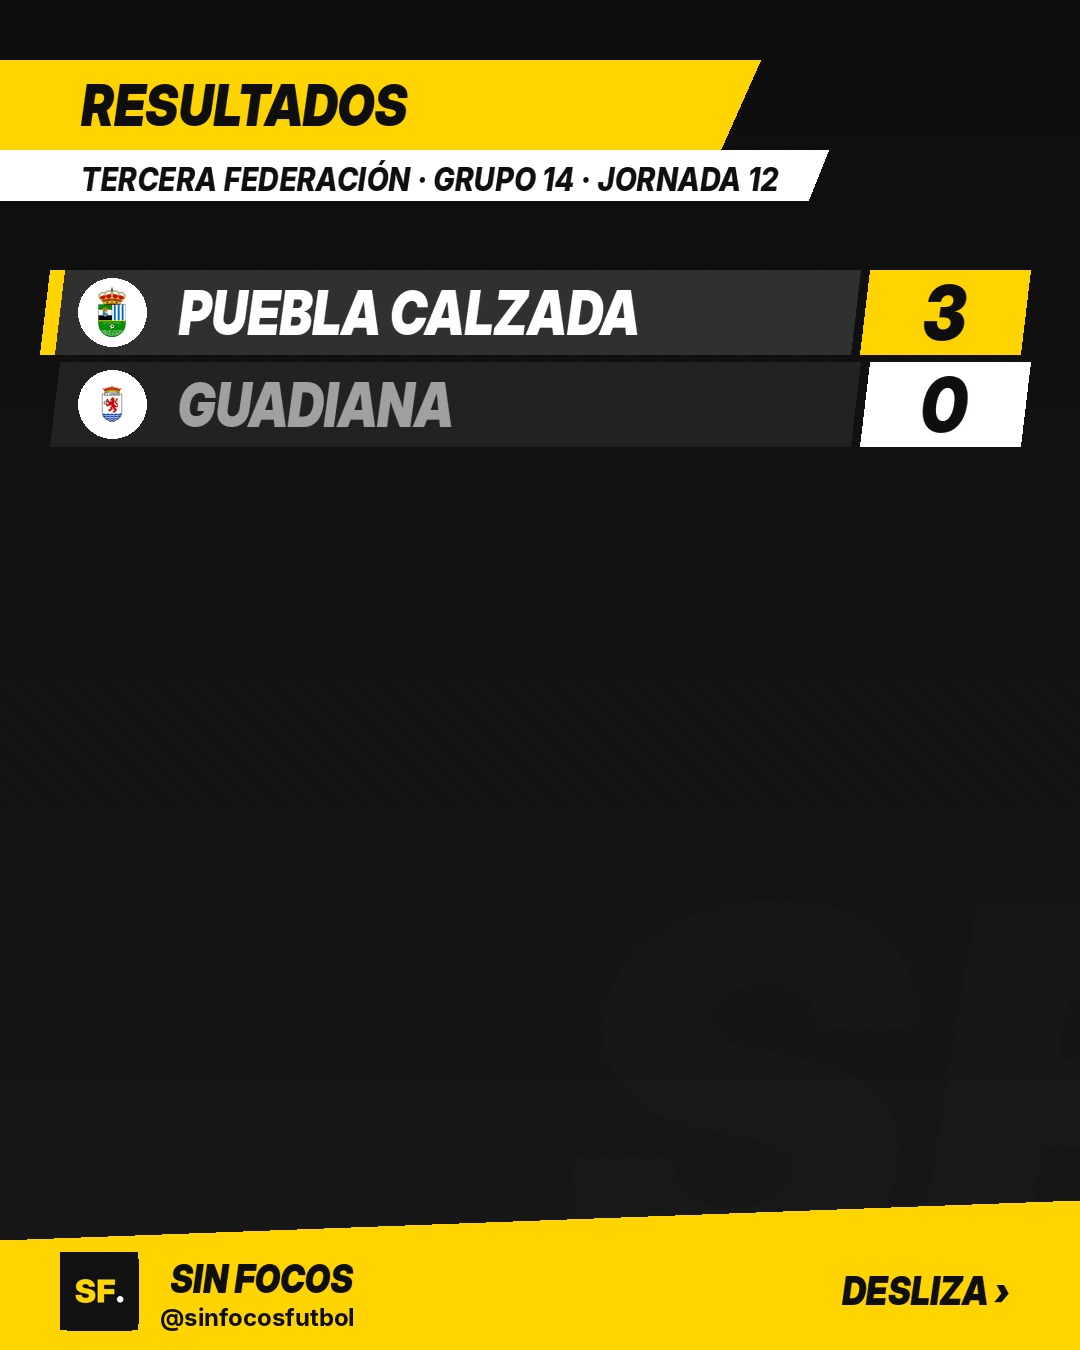 RESULTADOS
TERCERA FEDERACIÓN · GRUPO 14 · JORNADA 12
PUEBLA CALZADA 3
GUADIANA 0
SF.
SIN FOCOS
@sinfocosfutbol
DESLIZA ›